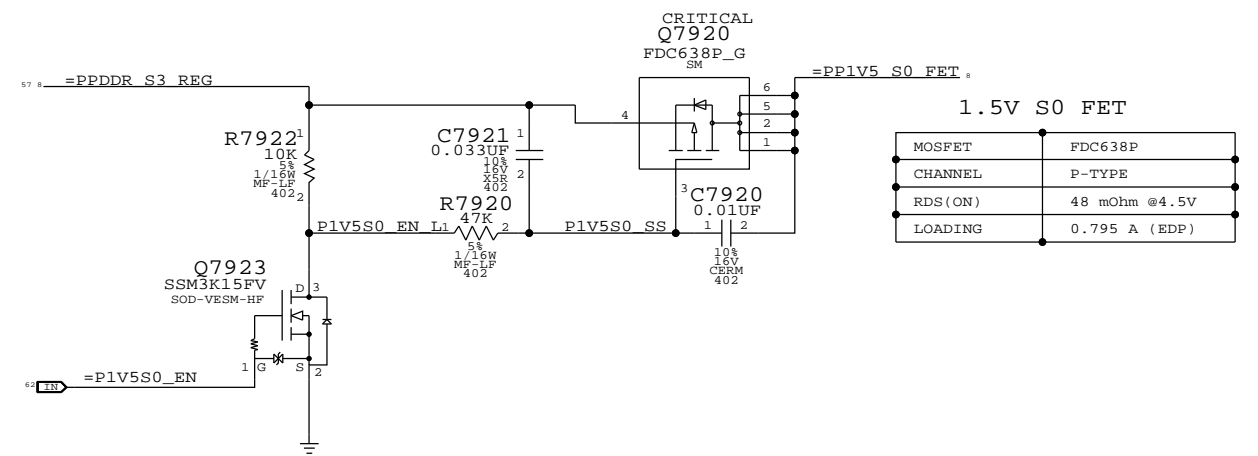 CRITICAL
Q7920
FDC638P_G
SM
57 8 =PPDDR_S3_REG
=PP1V5_S0_FET 8
6
5
2
1
4
3
1.5V S0 FET
MOSFET FDC638P
CHANNEL P-TYPE
RDS(ON) 48 mOhm @4.5V
LOADING 0.795 A (EDP)
R7922 1
10K
5%
1/16W
MF-LF
402 2
C7921 1
0.033UF
10%
16V
X5R 2
402
R7920
P1V5S0_EN_L 1 47K 2
5%
1/16W
MF-LF
402
P1V5S0_SS
C7920
0.01UF
1 2
10%
16V
CERM
402
Q7923
SSM3K15FV
SOD-VESM-HF
D 3
1 G S 2
62 IN =P1V5S0_EN